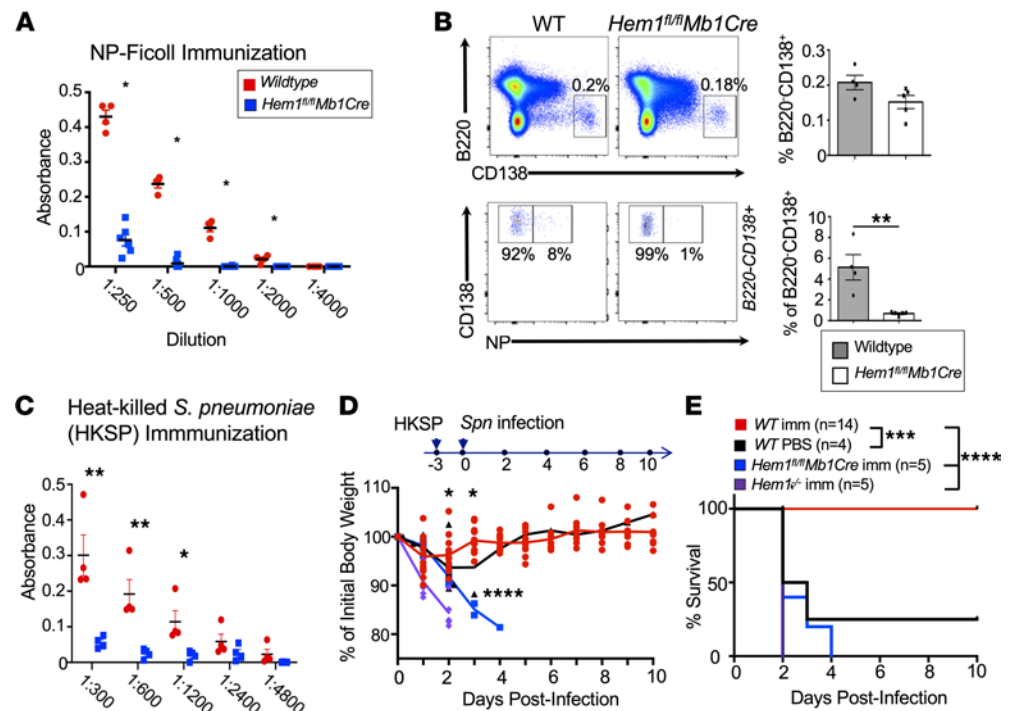 A
NP-Ficoll Immunization
Wildtype
Hem1fl/flMb1Cre
Absorbance
0.5
0.4
0.3
0.2
0.1
0
*
*
*
*
1:250
1:500
1:1000
1:2000
1:4000
Dilution
B
WT
Hem1fl/flMb1Cre
0.2%
0.18%
B220
CD138
% B220-CD138+
0.3
0.2
0.1
0
92%
8%
99%
1%
CD138
NP
B220-CD138+
% of B220-CD138+
10
8
6
4
2
0
**
Wildtype
Hem1fl/flMb1Cre
C
Heat-killed S. pneumoniae
(HKSP) Immmunization
Absorbance
0.5
0.4
0.3
0.2
0.1
0
**
**
*
1:300
1:600
1:1200
1:2400
1:4800
D
HKSP
Spn infection
-3
0
2
4
6
8
10
% of Initial Body Weight
110
100
90
80
*
*
****
0
2
4
6
8
10
Days Post-Infection
E
WT imm (n=14)
WT PBS (n=4)
Hem1fl/flMb1Cre imm (n=5)
Hem1-/- imm (n=5)
***
****
% Survival
100
50
0
0
2
4
6
8
10
Days Post-Infection